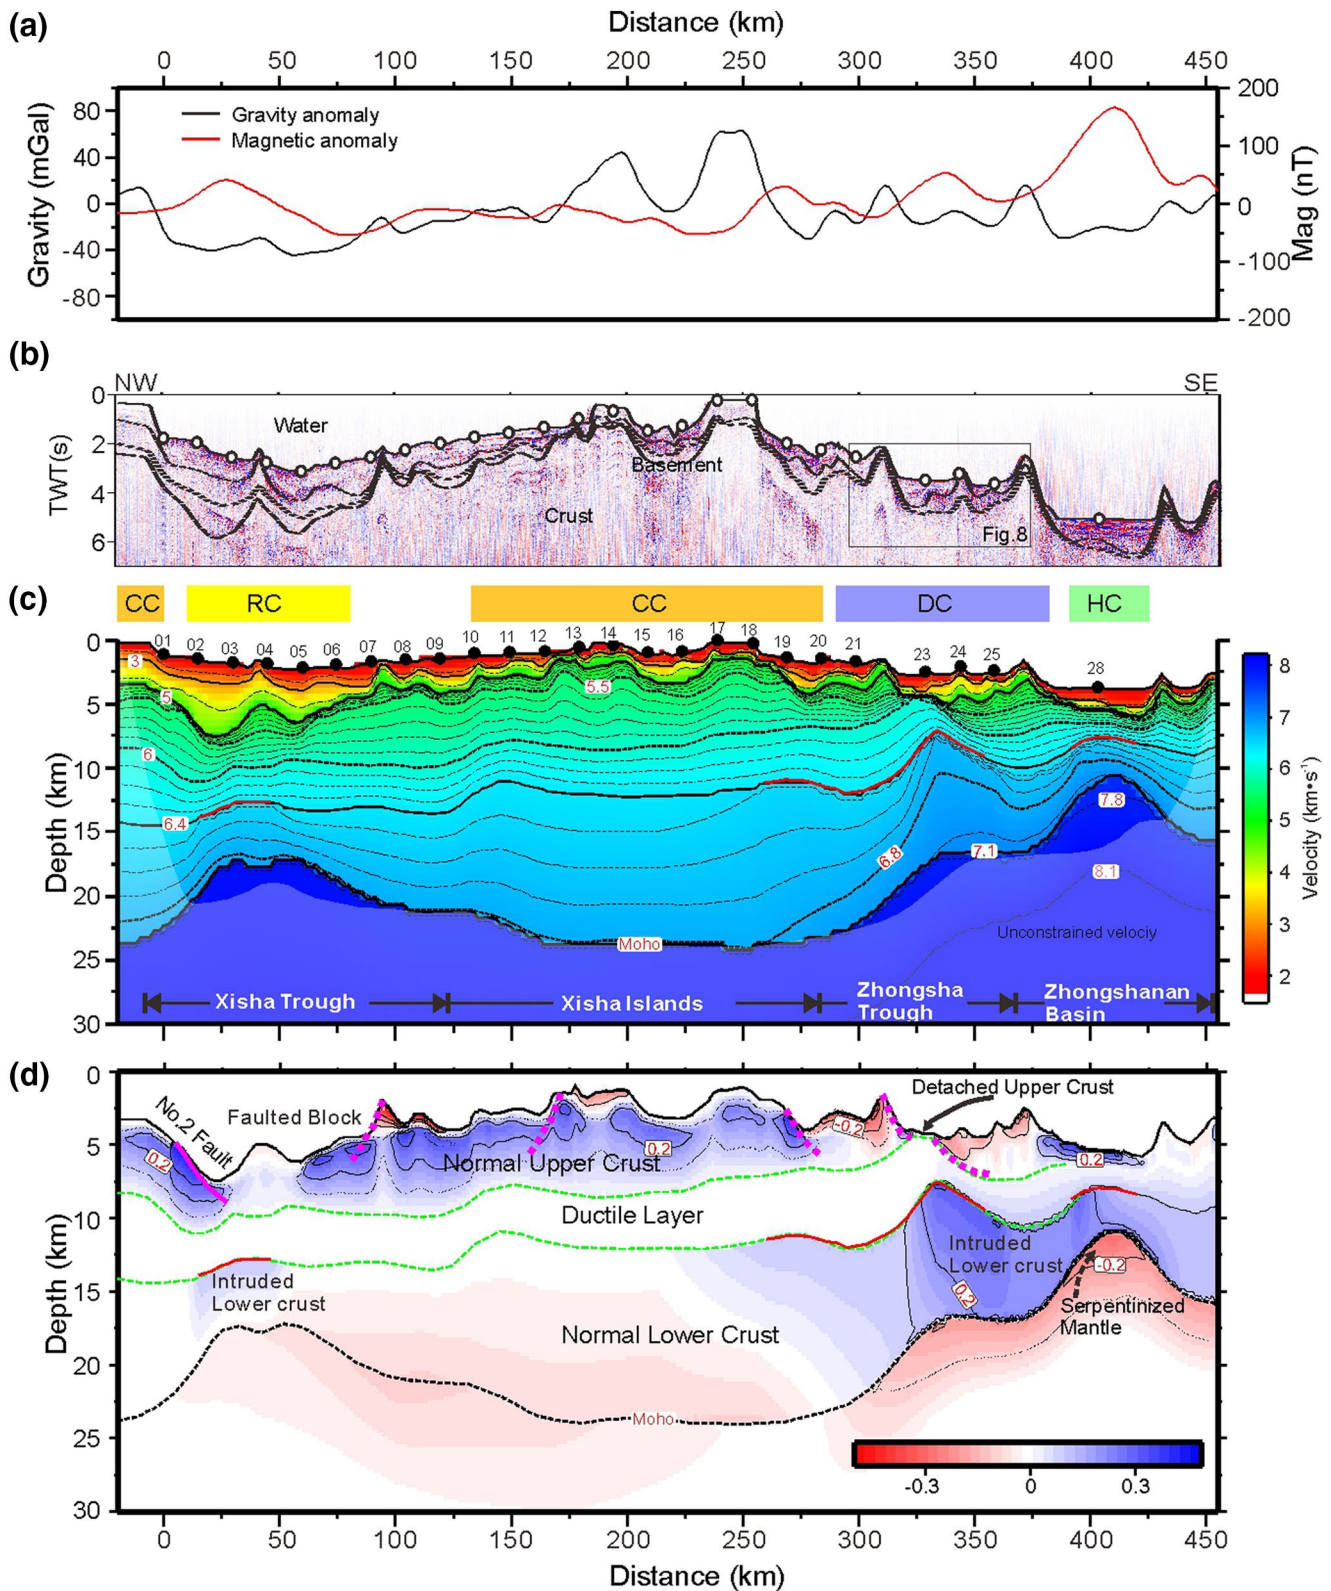 (a)
Distance (km)
0 50 100 150 200 250 300 350 400 450
Gravity (mGal)
80
40
0
-40
-80
Gravity anomaly
Magnetic anomaly
200
100
0
-100
-200
Mag (nT)
(b)
NW
SE
TWT(s)
0
2
4
6
Water
Basement
Crust
Fig.8
(c)
CC RC CC DC HC
01 02 03 04 05 06 07 08 09 10 11 12 13 14 15 16 17 18 19 20 21 23 24 25 28
Depth (km)
0
5
10
15
20
25
30
3
5
5.5
6
6.4
6.8
7.1
7.8
8.1
Moho
Unconstrained velociy
Xisha Trough
Xisha Islands
Zhongsha
Trough
Zhongshanan
Basin
8
7
6
5
4
3
2
Velocity (km•s⁻¹)
(d)
Depth (km)
0
5
10
15
20
25
30
No.2 Fault
Faulted Block
Detached Upper Crust
0.2
Normal Upper Crust
0.2
-0.2
0.2
Ductile Layer
Intruded
Lower crust
Intruded
Lower crust
0.2
-0.2
Serpentinized
Mantle
Normal Lower Crust
Moho
-0.3 0 0.3
0 50 100 150 200 250 300 350 400 450
Distance (km)